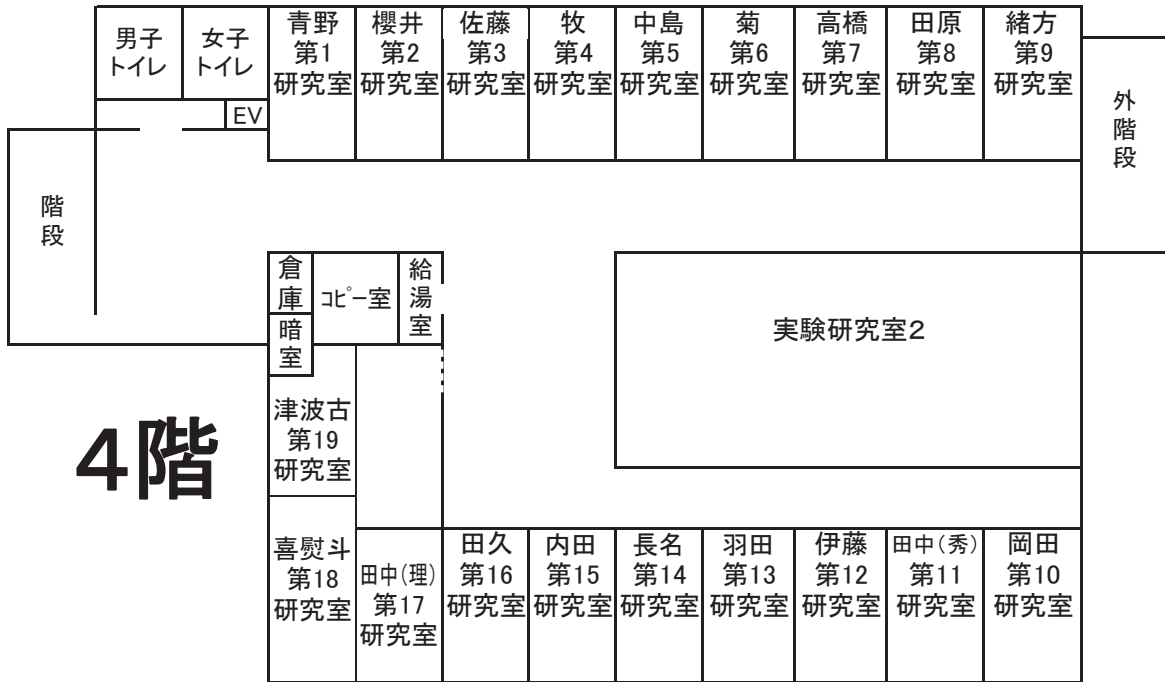 男子
トイレ
女子
トイレ
青野
第1
研究室
櫻井
第2
研究室
佐藤
第3
研究室
牧
第4
研究室
中島
第5
研究室
菊
第6
研究室
高橋
第7
研究室
田原
第8
研究室
緒方
第9
研究室
EV
外階段
階段
倉庫
コピー室
給湯室
暗室
実験研究室2
4階
津波古
第19
研究室
喜熨斗
第18
研究室
田中(理)
第17
研究室
田久
第16
研究室
内田
第15
研究室
長名
第14
研究室
羽田
第13
研究室
伊藤
第12
研究室
田中(秀)
第11
研究室
岡田
第10
研究室